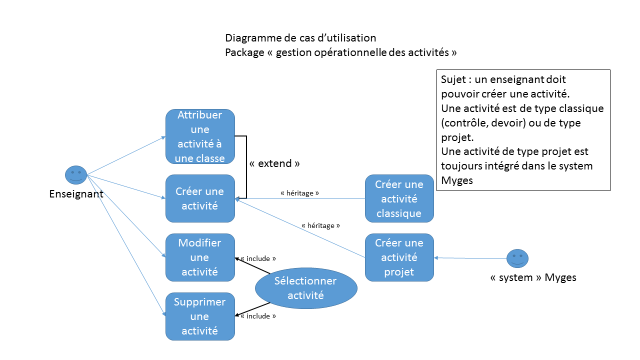 Diagramme de cas d'utilisation
Package « gestion opérationnelle des activités »
Sujet : un enseignant doit
pouvoir créer une activité.
Une activité est de type classique
(contrôle, devoir) ou de type
projet.
Une activité de type projet est
toujours intégré dans le system
Myges
Attribuer
une
activité à
une classe
« extend »
Enseignant
Créer une
activité
« héritage »
Créer une
activité
classique
« héritage »
Modifier
une
activité
« include »
Créer une
activité
projet
« system » Myges
Sélectionner
activité
Supprimer
une
activité
« include »